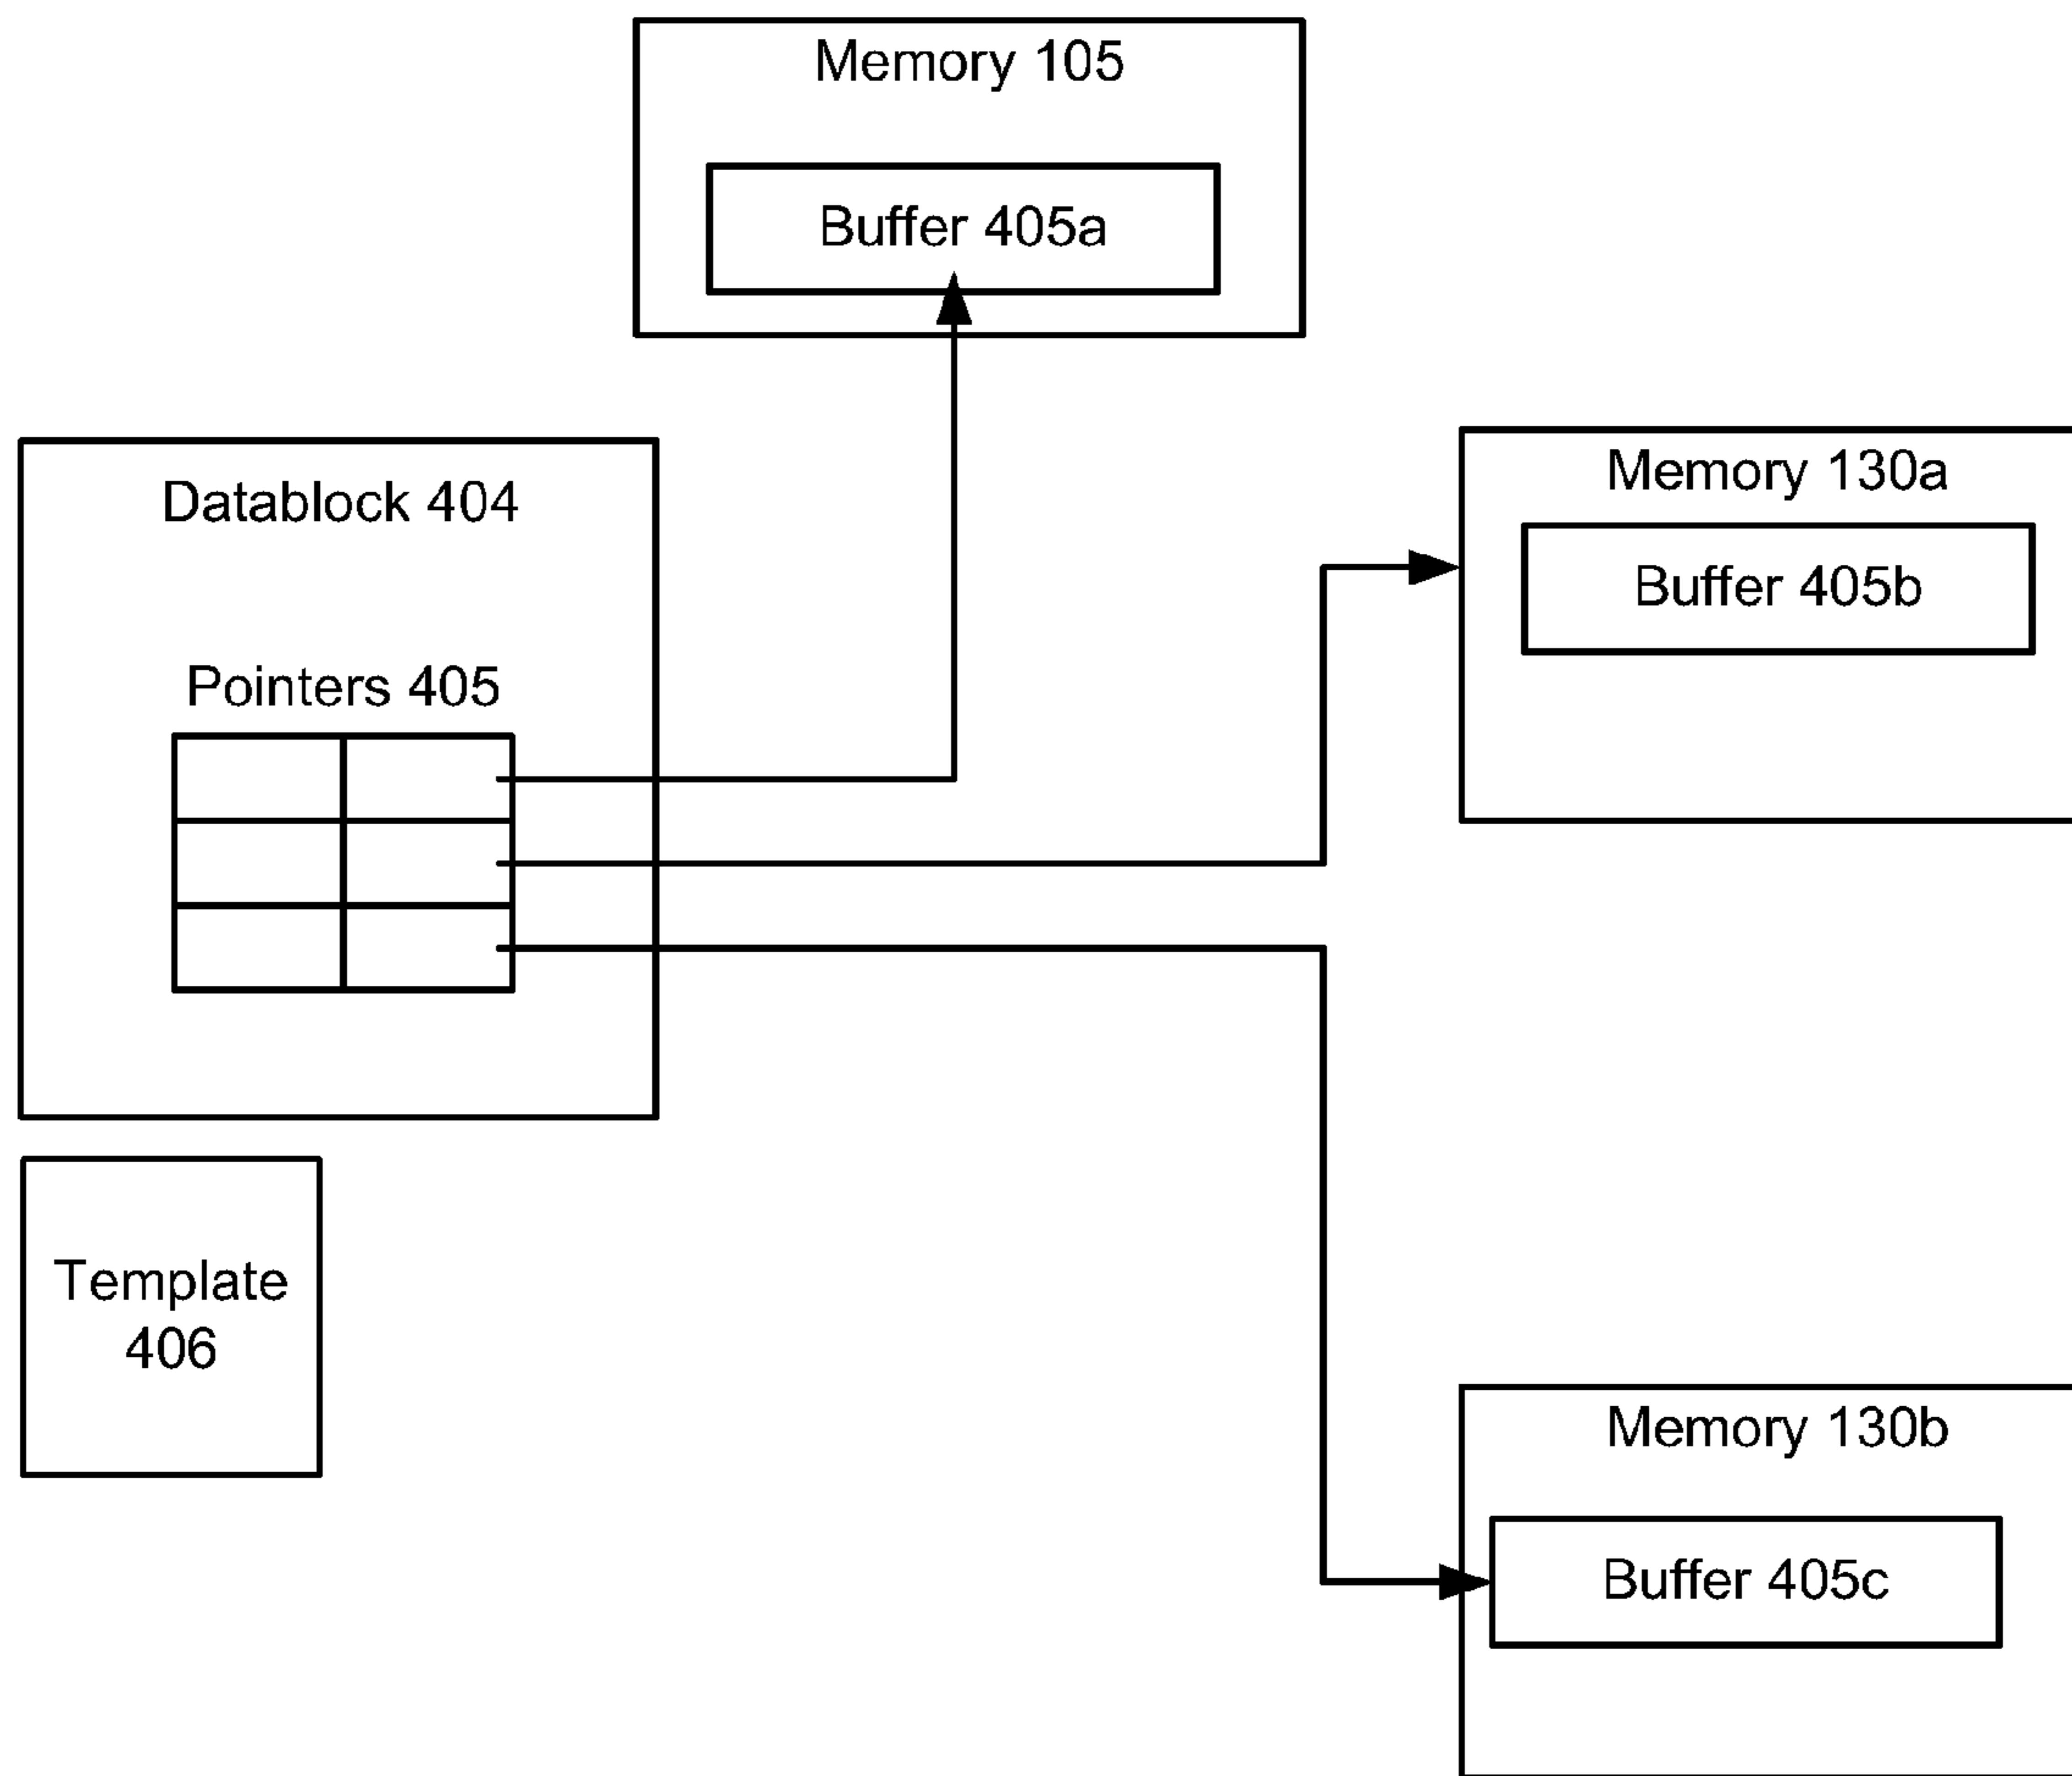 Memory 105
Buffer 405a
Datablock 404
Pointers 405
Memory 130a
Buffer 405b
Template
406
Memory 130b
Buffer 405c